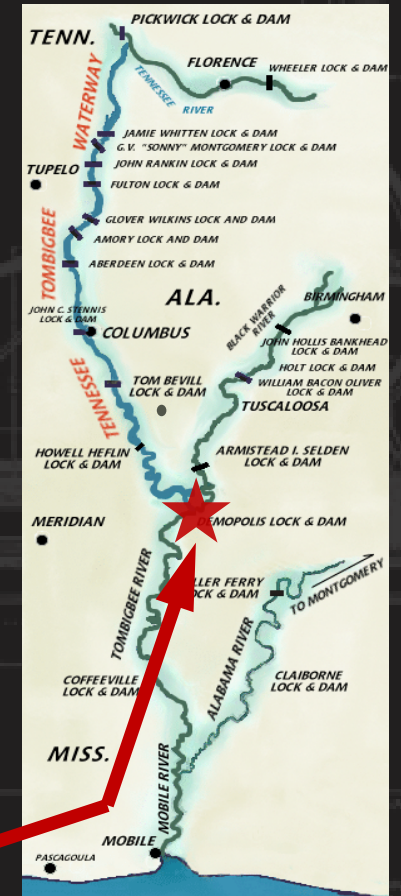 PICKWICK LOCK & DAM
TENN.
FLORENCE
WHEELER LOCK & DAM
TENNESSEE
RIVER
WATERWAY
JAMIE WHITTEN LOCK & DAM
G.V. "SONNY" MONTGOMERY LOCK & DAM
JOHN RANKIN LOCK & DAM
TUPELO
FULTON LOCK & DAM
GLOVER WILKINS LOCK AND DAM
AMORY LOCK AND DAM
TOMBIGBEE
ABERDEEN LOCK & DAM
ALA.
BIRMINGHAM
BLACK WARRIOR
RIVER
JOHN C. STENNIS
LOCK & DAM
COLUMBUS
JOHN HOLLIS BANKHEAD
LOCK & DAM
HOLT LOCK & DAM
WILLIAM BACON OLIVER
LOCK & DAM
TENNESSEE
TOM BEVILL
LOCK & DAM
TUSCALOOSA
HOWELL HEFLIN
LOCK & DAM
ARMISTEAD I. SELDEN
LOCK & DAM
MERIDIAN
DEMOPOLIS LOCK & DAM
TOMBIGBEE RIVER
LLER FERRY
LOCK & DAM
TO MONTGOMERY
ALABAMA RIVER
COFFEEVILLE
LOCK & DAM
CLAIBORNE
LOCK & DAM
MISS.
MOBILE RIVER
MOBILE
PASCAGOULA